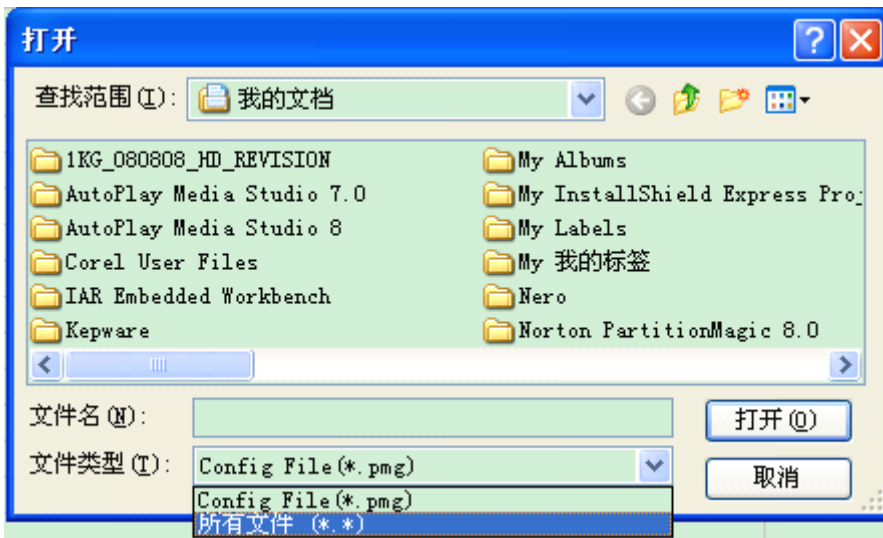 打开
查找范围(I): 我的文档
1KG_080808_HD_REVISION
AutoPlay Media Studio 7.0
AutoPlay Media Studio 8
Corel User Files
IAR Embedded Workbench
Kepware
My Albums
My InstallShield Express Proj
My Labels
My 我的标签
Nero
Norton PartitionMagic 8.0
文件名(N):
打开(O)
文件类型(T): Config File(*.pmg)
取消
Config File(*.pmg)
所有文件 (*.*)